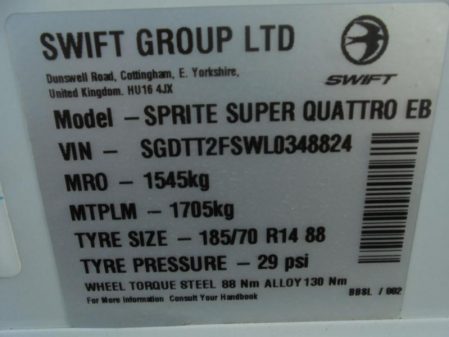 SWIFT GROUP LTD
Dunswell Road, Cottingham, E. Yorkshire,
United Kingdom. HU16 4JX
SWIFT
Model - SPRITE SUPER QUATTRO EB
VIN - SGDTT2FSWL0348824
MRO - 1545kg
MTPLM - 1705kg
TYRE SIZE - 185/70 R14 88
TYRE PRESSURE - 29 psi
WHEEL TORQUE STEEL 88 Nm ALLOY 130 Nm
For More Information Consult Your Handbook